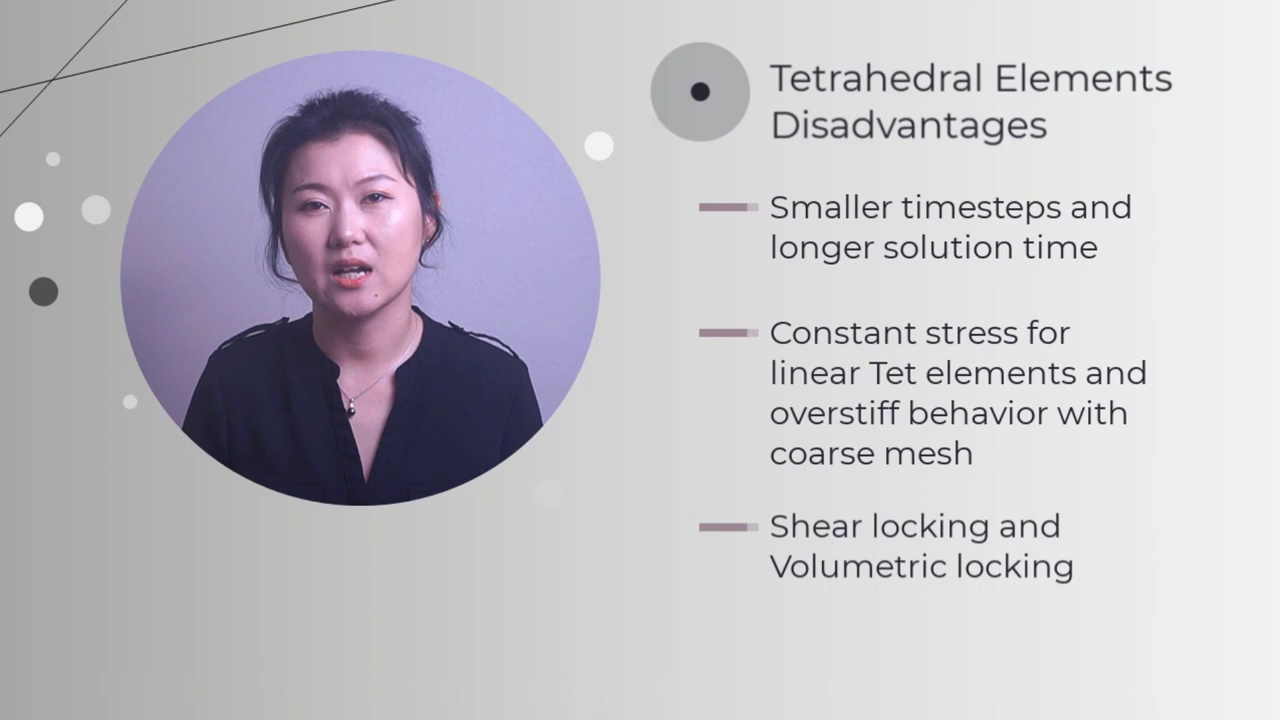 Tetrahedral Elements
Disadvantages
Smaller timesteps and
longer solution time
Constant stress for
linear Tet elements and
overstiff behavior with
coarse mesh
Shear locking and
Volumetric locking